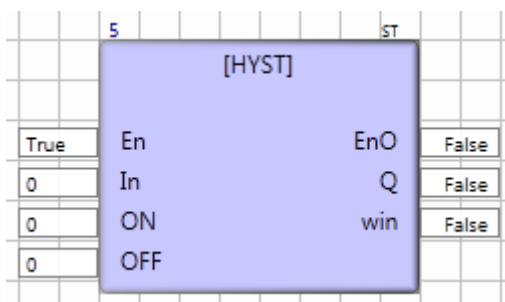 5 ST
[HYST]
True En EnO False
0 In Q False
0 ON win False
0 OFF